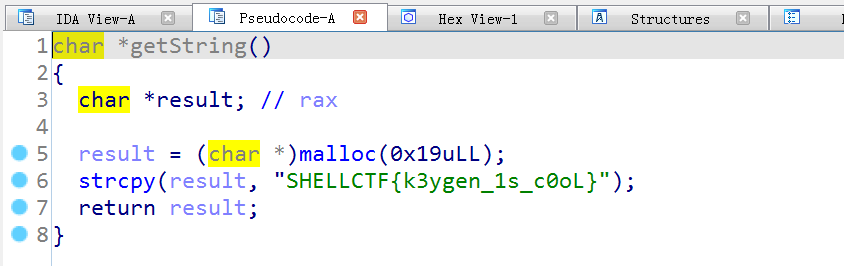 IDA View-A Pseudocode-A Hex View-1 A Structures
1 char *getString()
2 {
3 char *result; // rax
4
5 result = (char *)malloc(0x19uLL);
6 strcpy(result, "SHELLCTF{k3ygen_1s_c0oL}");
7 return result;
8 }